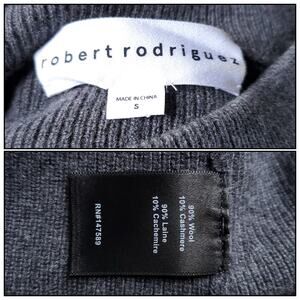 robert rodriguez
MADE IN CHINA
S
90% Wool
10% Cashmere
90% Laine
10% Cachemire
RN#147589